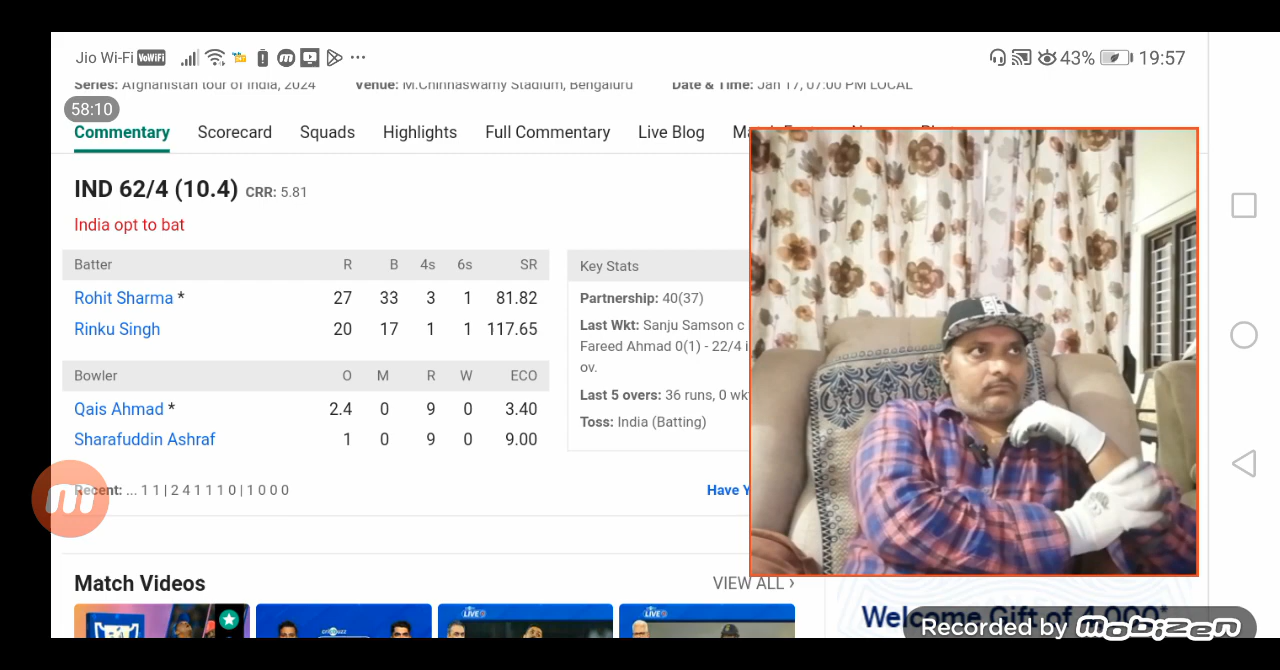 Jio Wi-Fi VoWiFi 43% 19:57
Series: Afghanistan tour of India, 2024 Venue: M.Chinnaswamy Stadium, Bengaluru Date & Time: Jan 17, 07:00 PM LOCAL
58:10
Commentary Scorecard Squads Highlights Full Commentary Live Blog
IND 62/4 (10.4) CRR: 5.81
India opt to bat
Batter R B 4s 6s SR
Rohit Sharma * 27 33 3 1 81.82
Rinku Singh 20 17 1 1 117.65
Bowler O M R W ECO
Qais Ahmad * 2.4 0 9 0 3.40
Sharafuddin Ashraf 1 0 9 0 9.00
Key Stats
Partnership: 40(37)
Last Wkt: Sanju Samson c
Fareed Ahmad 0(1) - 22/4 i
ov.
Last 5 overs: 36 runs, 0 wk
Toss: India (Batting)
Recent: ... 1 1 | 2 4 1 1 1 0 | 1 0 0 0
Have Y
Match Videos VIEW ALL ›
LIVE LIVE
Welcome Gift of 4,000*
Recorded by mobizen